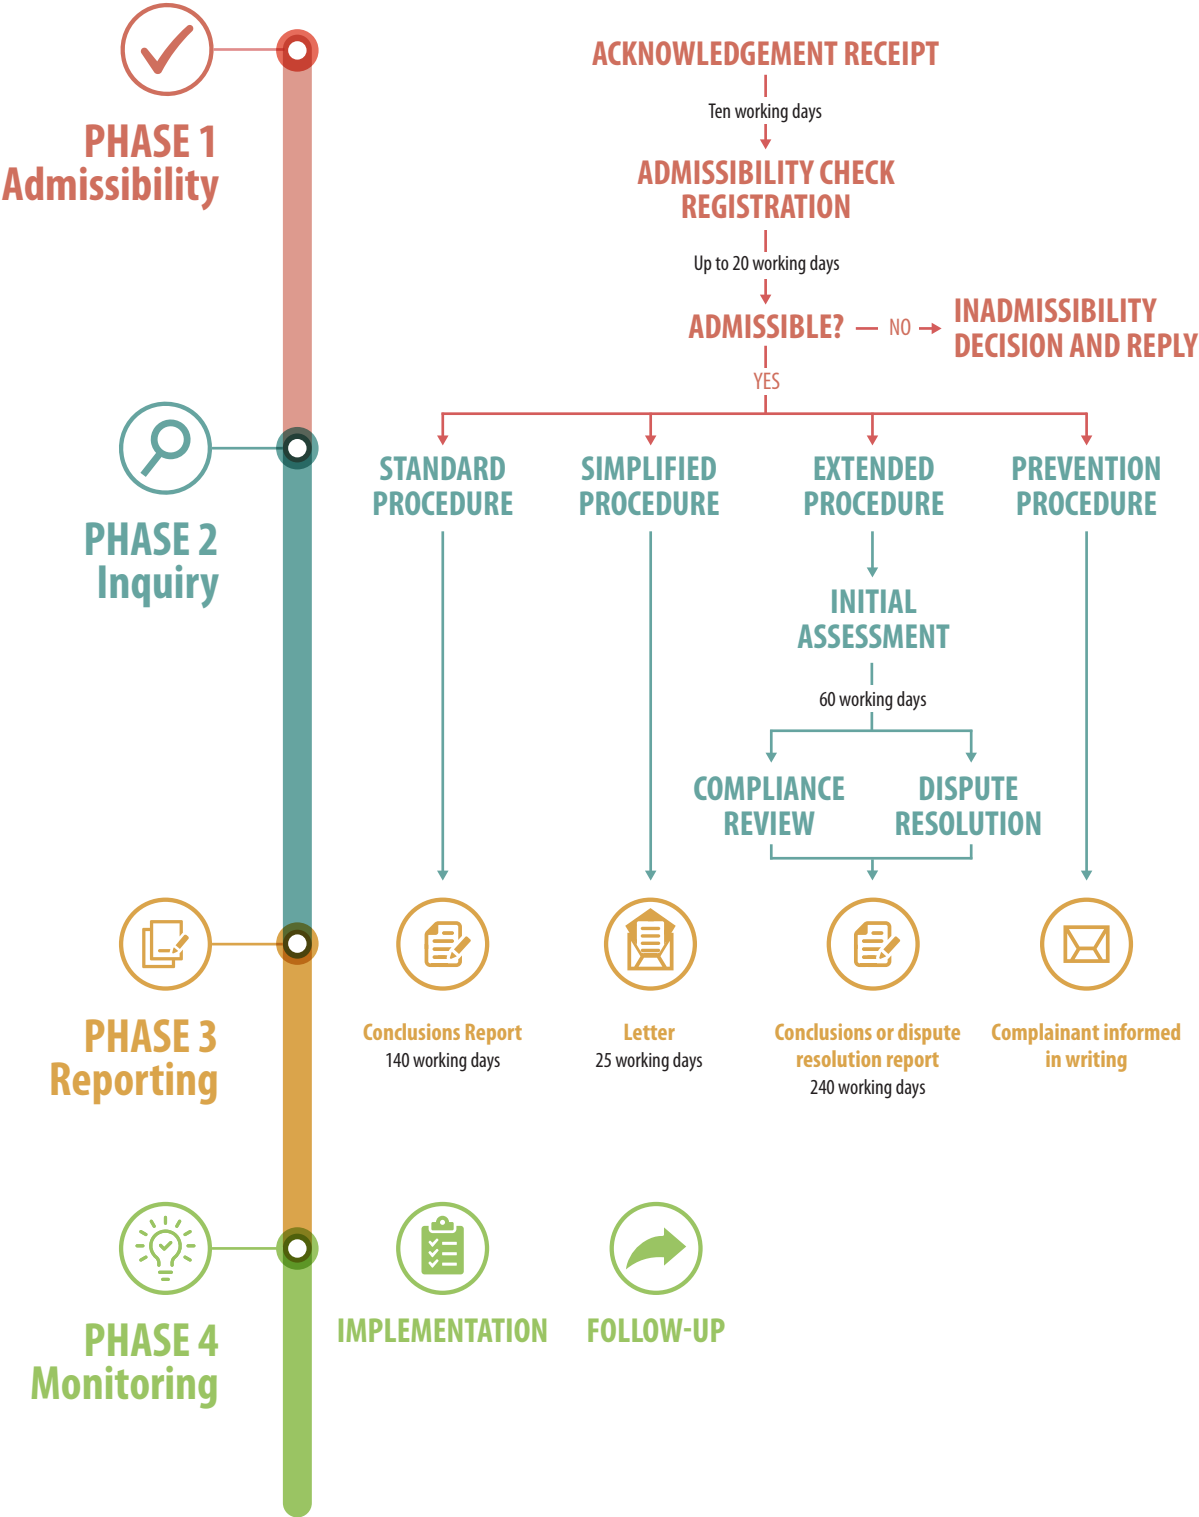 ACKNOWLEDGEMENT RECEIPT
Ten working days
PHASE 1
Admissibility
ADMISSIBILITY CHECK
REGISTRATION
Up to 20 working days
ADMISSIBLE?
NO
INADMISSIBILITY
DECISION AND REPLY
YES
PHASE 2
Inquiry
STANDARD
PROCEDURE
SIMPLIFIED
PROCEDURE
EXTENDED
PROCEDURE
PREVENTION
PROCEDURE
INITIAL
ASSESSMENT
60 working days
COMPLIANCE
REVIEW
DISPUTE
RESOLUTION
PHASE 3
Reporting
Conclusions Report
140 working days
Letter
25 working days
Conclusions or dispute
resolution report
240 working days
Complainant informed
in writing
PHASE 4
Monitoring
IMPLEMENTATION
FOLLOW-UP